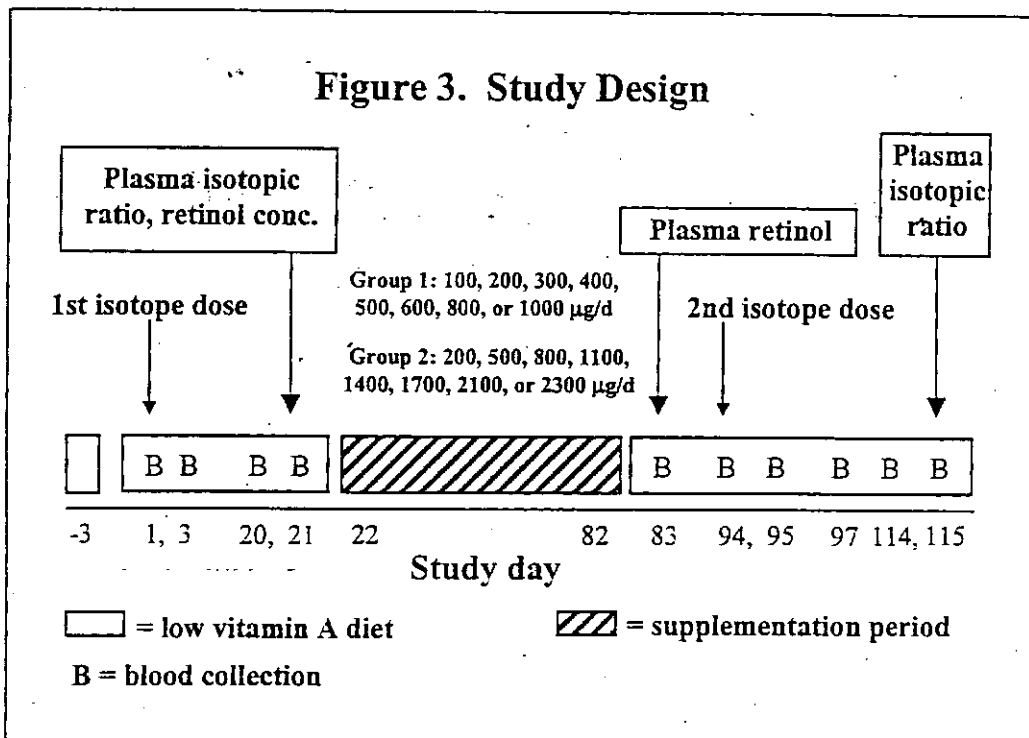 Figure 3. Study Design
Plasma isotopic
ratio, retinol conc.
Plasma
isotopic
ratio
Plasma retinol
1st isotope dose
Group 1: 100, 200, 300, 400,
500, 600, 800, or 1000 µg/d
Group 2: 200, 500, 800, 1100,
1400, 1700, 2100, or 2300 µg/d
2nd isotope dose
B B B B B B B B B B
-3 1, 3 20, 21 22 82 83 94, 95 97 114, 115
Study day
= low vitamin A diet
= supplementation period
B = blood collection